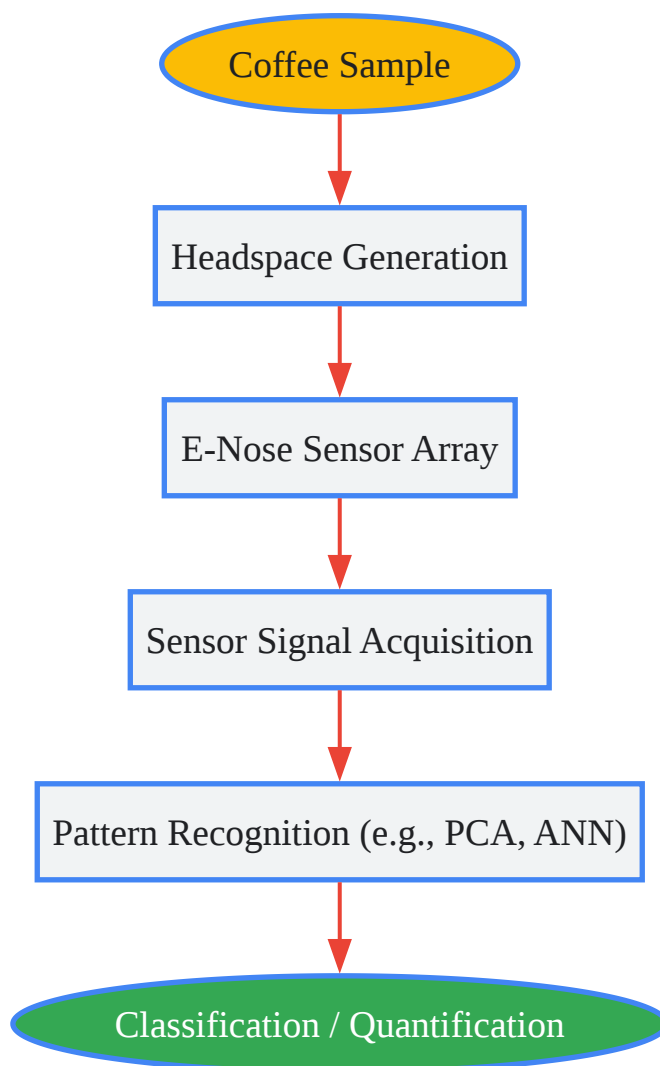 Coffee Sample
Headspace Generation
E-Nose Sensor Array
Sensor Signal Acquisition
Pattern Recognition (e.g., PCA, ANN)
Classification / Quantification